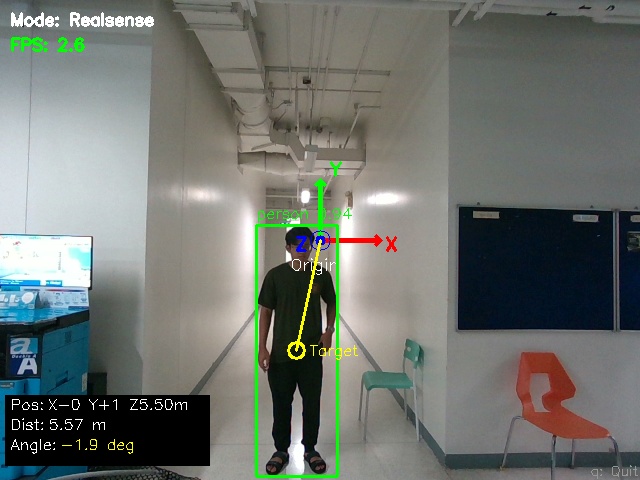 Mode: Realsense
FPS: 2.6
Y
Z
X
Origin
Target
A
Pos: X-0 Y+1 Z5.50m
Dist: 5.57 m
Angle: -1.9 deg
q: Quit